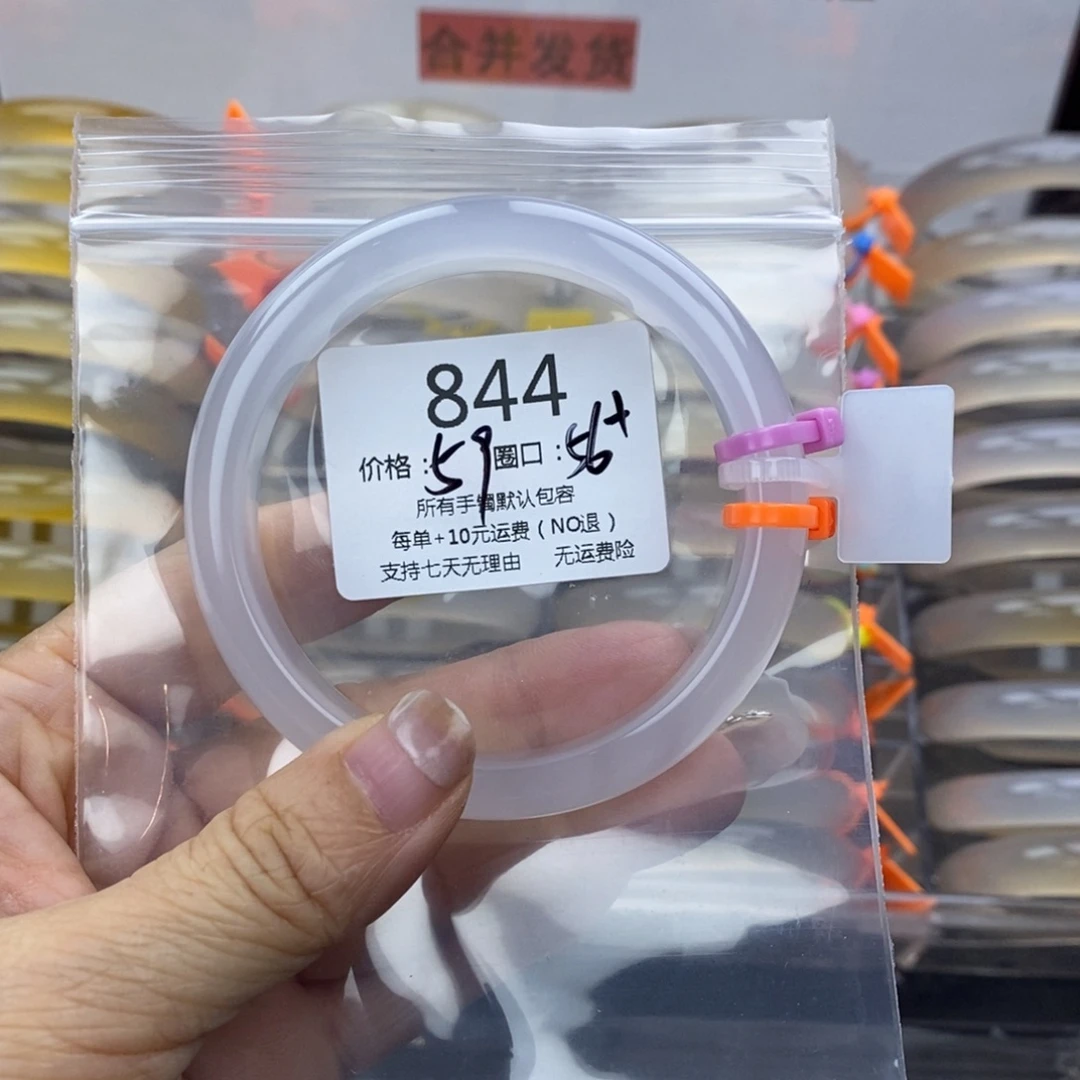 合并发货
844
价格：59 圈口：56+
所有手镯默认包容
每单+10元运费（NO退）
支持七天无理由 无运费险